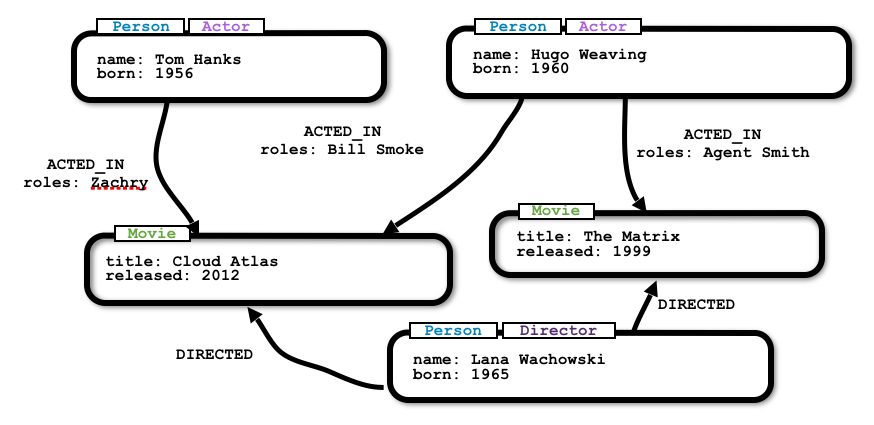 Person Actor
name: Tom Hanks
born: 1956
Person Actor
name: Hugo Weaving
born: 1960
ACTED_IN
roles: Zachry
ACTED_IN
roles: Bill Smoke
ACTED_IN
roles: Agent Smith
Movie
title: Cloud Atlas
released: 2012
Movie
title: The Matrix
released: 1999
DIRECTED
DIRECTED
Person Director
name: Lana Wachowski
born: 1965